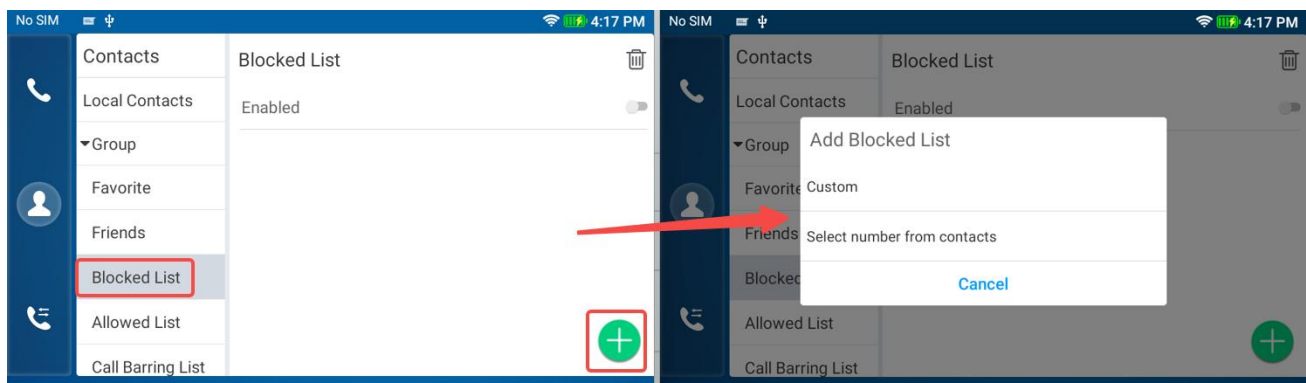 No SIM
4:17 PM
Contacts
Local Contacts
Group
Favorite
Friends
Blocked List
Allowed List
Call Barring List
Blocked List
Enabled
No SIM
4:17 PM
Contacts
Local Contacts
Group
Favorite
Friends
Blocked
Allowed List
Call Barring List
Blocked List
Enabled
Add Blocked List
Custom
Select number from contacts
Cancel